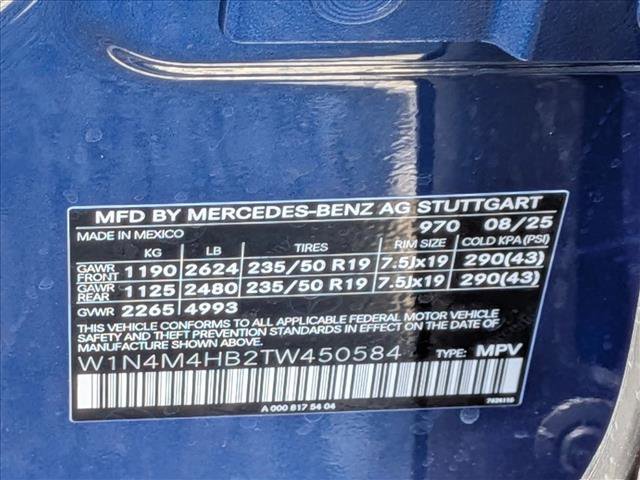 MFD BY MERCEDES-BENZ AG STUTTGART
MADE IN MEXICO 970 08/25
KG LB TIRES RIM SIZE COLD KPA(PSI)
GAWR FRONT 1190 2624 235/50 R19 7.5Jx19 290(43)
GAWR REAR 1125 2480 235/50 R19 7.5Jx19 290(43)
GVWR 2265 4993
THIS VEHICLE CONFORMS TO ALL APPLICABLE FEDERAL MOTOR VEHICLE
SAFETY AND THEFT PREVENTION STANDARDS IN EFFECT ON THE DATE
OF MANUFACTURE SHOWN ABOVE.
W1N4M4HB2TW450584 TYPE: MPV
A 000 817 54 04